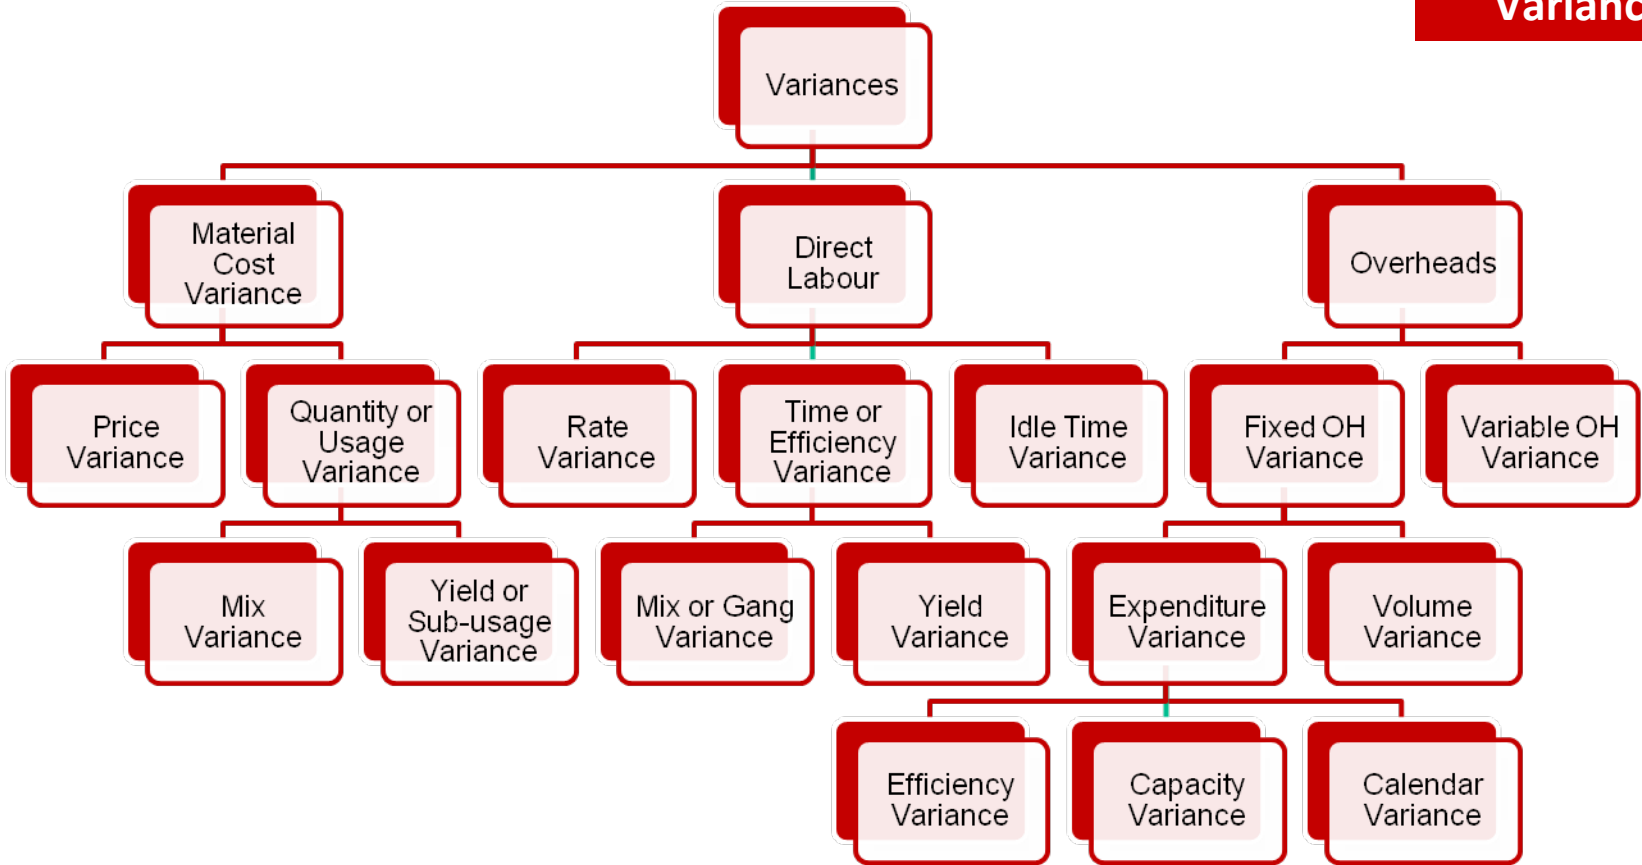 Varianc
Variances
Material
Cost
Variance
Direct
Labour
Overheads
Price
Variance
Quantity or
Usage
Variance
Rate
Variance
Time or
Efficiency
Variance
Idle Time
Variance
Fixed OH
Variance
Variable OH
Variance
Mix
Variance
Yield or
Sub-usage
Variance
Mix or Gang
Variance
Yield
Variance
Expenditure
Variance
Volume
Variance
Efficiency
Variance
Capacity
Variance
Calendar
Variance